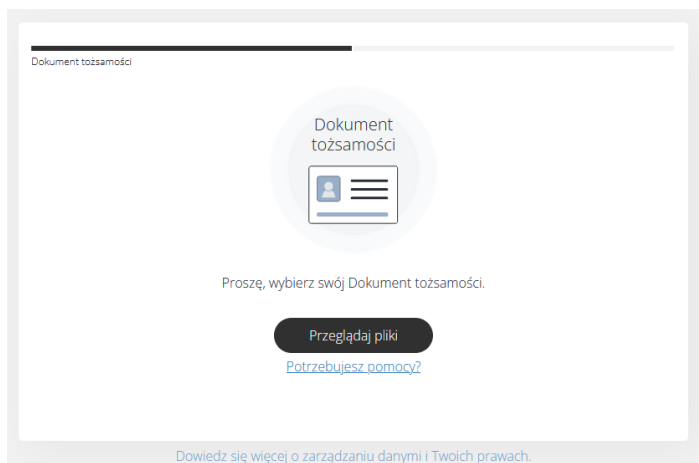 Dokument tożsamości
Dokument
tożsamości
Proszę, wybierz swój Dokument tożsamości.
Przeglądaj pliki
Potrzebujesz pomocy?
Dowiedz się więcej o zarządzaniu danymi i Twoich prawach.